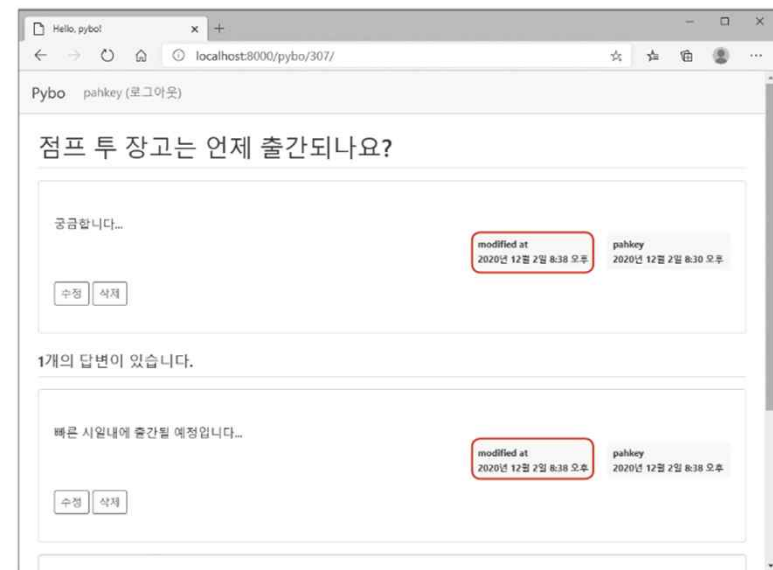 Hello, pybo!
localhost:8000/pybo/307/
Pybo pahkey (로그아웃)
점프 투 장고는 언제 출간되나요?
궁금합니다...
modified at
2020년 12월 2일 8:38 오후
pahkey
2020년 12월 2일 8:30 오후
수정 삭제
1개의 답변이 있습니다.
빠른 시일내에 출간될 예정입니다...
modified at
2020년 12월 2일 8:38 오후
pahkey
2020년 12월 2일 8:38 오후
수정 삭제